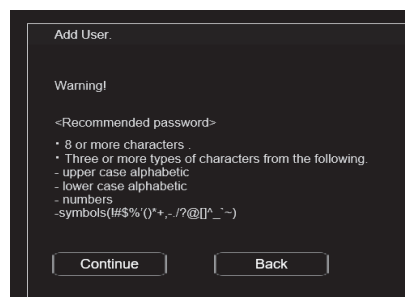 Add User.
Warning!
<Recommended password>
・8 or more characters .
・Three or more types of characters from the following.
- upper case alphabetic
- lower case alphabetic
- numbers
-symbols(!#$%'()*+,-./?@[]^_`~)
Continue
Back